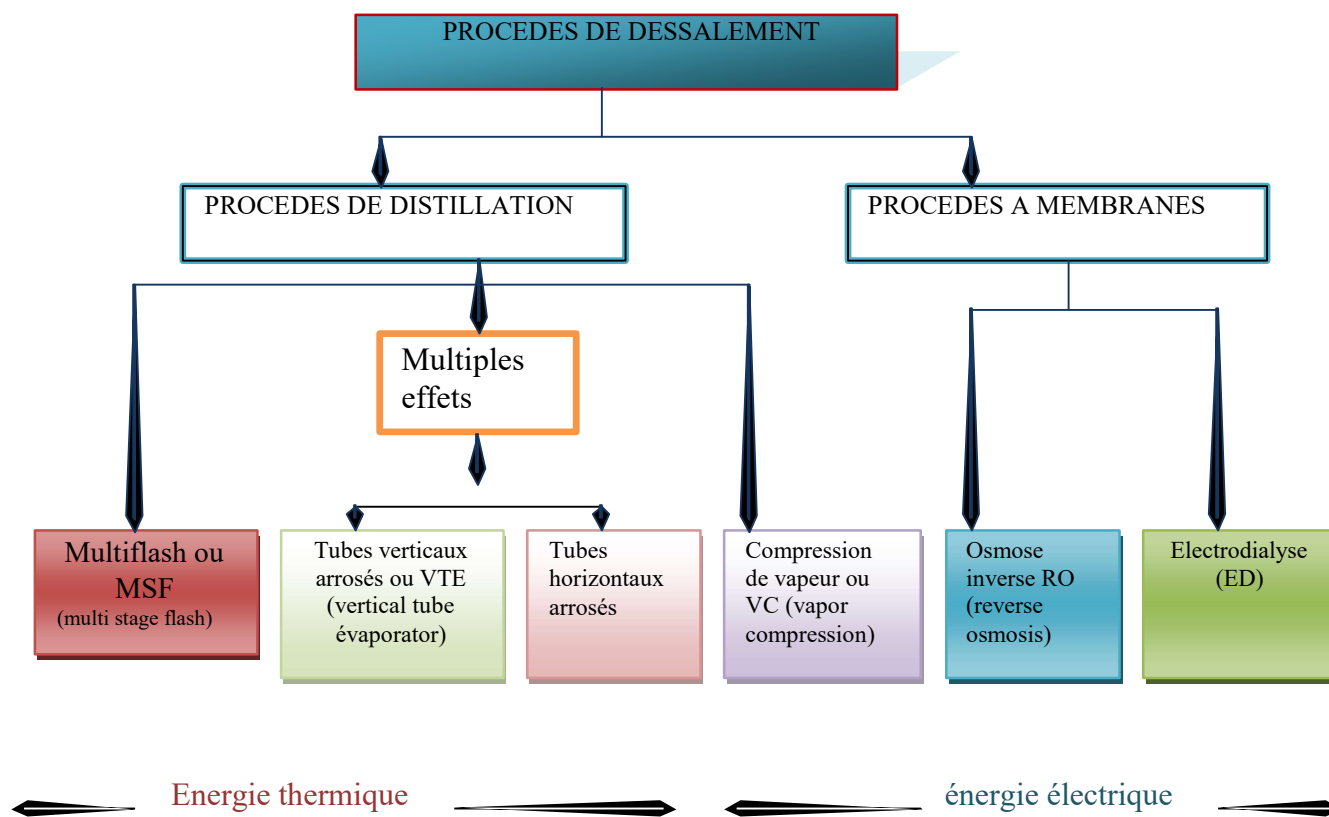 PROCEDES DE DESSALEMENT
PROCEDES DE DISTILLATION
PROCEDES A MEMBRANES
Multiples
effets
Multiflash ou
MSF
(multi stage flash)
Tubes verticaux
arrosés ou VTE
(vertical tube
évaporator)
Tubes
horizontaux
arrosés
Compression
de vapeur ou
VC (vapor
compression)
Osmose
inverse RO
(reverse
osmosis)
Electrodialyse
(ED)
Energie thermique
énergie électrique